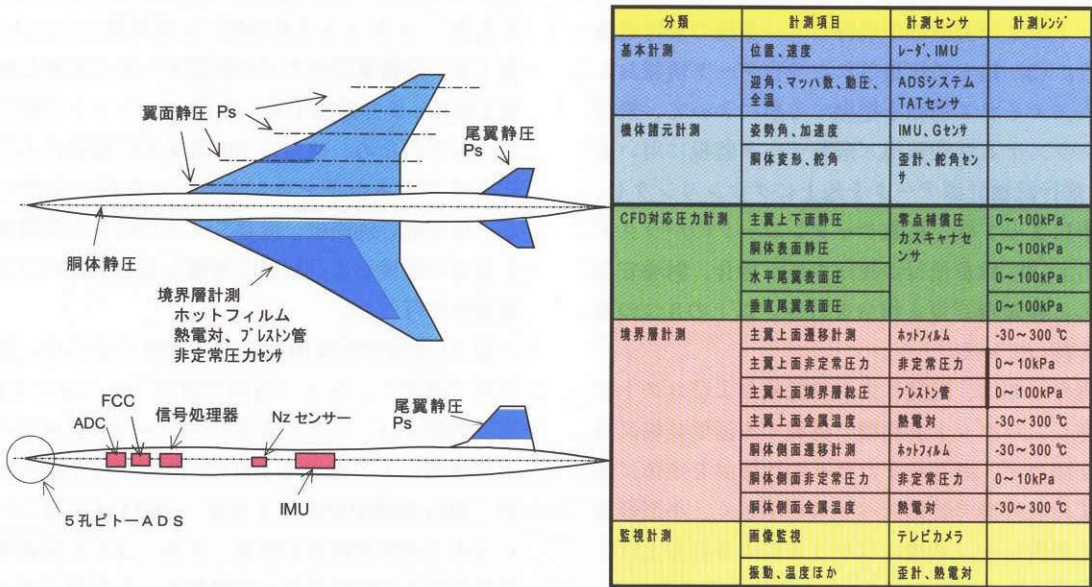 翼面静圧 Ps
尾翼静圧
Ps
胴体静圧
境界層計測
ホットフィルム
熱電対、プレストン管
非定常圧力センサ
ADC
FCC
信号処理器
Nz センサー
尾翼静圧
Ps
IMU
5孔ピトーADS
分類 計測項目 計測センサ 計測レンジ
基本計測 位置、速度 レーダ、IMU
迎角、マッハ数、動圧、 ADSシステム
全温 TATセンサ
機体諸元計測 姿勢角、加速度 IMU、Gセンサ
胴体変形、舵角 歪計、舵角セン
サ
CFD対応圧力計測 主翼上下面静圧 零点補償圧 0~100kPa
力スキャナセ
ンサ
胴体表面静圧 0~100kPa
水平尾翼表面圧 0~100kPa
垂直尾翼表面圧 0~100kPa
境界層計測 主翼上面遷移計測 ホットフィルム -30~300 ℃
主翼上面非定常圧力 非定常圧力 0~10kPa
主翼上面境界層総圧 プレストン管 0~100kPa
主翼上面金属温度 熱電対 -30~300 ℃
胴体側面遷移計測 ホットフィルム -30~300 ℃
胴体側面非定常圧力 非定常圧力 0~10kPa
胴体側面金属温度 熱電対 -30~300 ℃
監視計測 画像監視 テレビカメラ
振動、温度ほか 歪計、熱電対